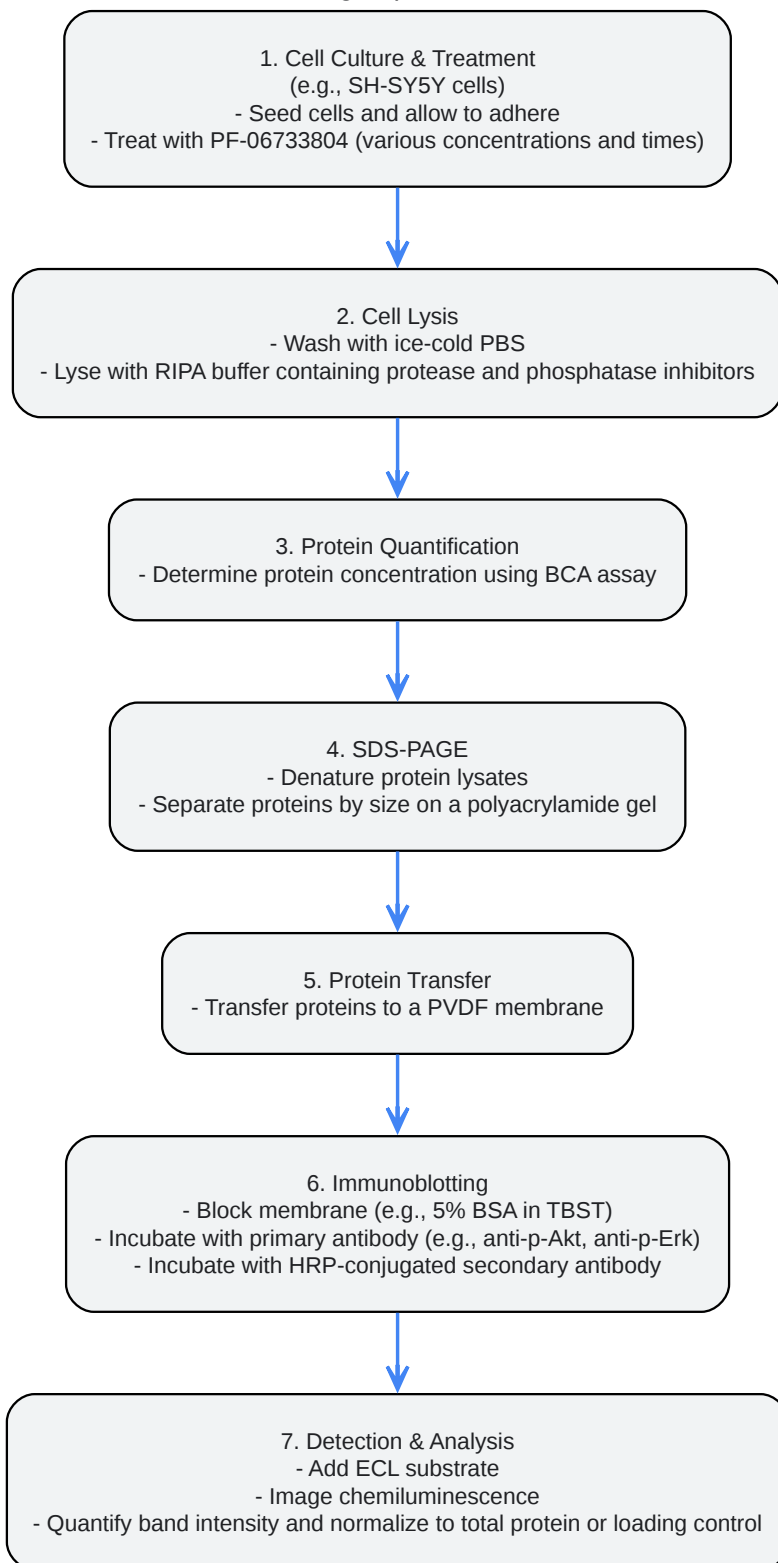 1. Cell Culture & Treatment
(e.g., SH-SY5Y cells)
- Seed cells and allow to adhere
- Treat with PF-06733804 (various concentrations and times)
2. Cell Lysis
- Wash with ice-cold PBS
- Lyse with RIPA buffer containing protease and phosphatase inhibitors
3. Protein Quantification
- Determine protein concentration using BCA assay
4. SDS-PAGE
- Denature protein lysates
- Separate proteins by size on a polyacrylamide gel
5. Protein Transfer
- Transfer proteins to a PVDF membrane
6. Immunoblotting
- Block membrane (e.g., 5% BSA in TBST)
- Incubate with primary antibody (e.g., anti-p-Akt, anti-p-Erk)
- Incubate with HRP-conjugated secondary antibody
7. Detection & Analysis
- Add ECL substrate
- Image chemiluminescence
- Quantify band intensity and normalize to total protein or loading control